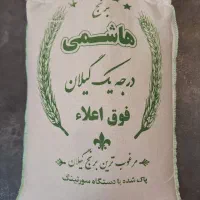 برنج
هاشمی
درجه یک گیلان
فوق اعلاء
مرغوب ترین برنج گیلان
پاک شده با دستگاه سورتینگ